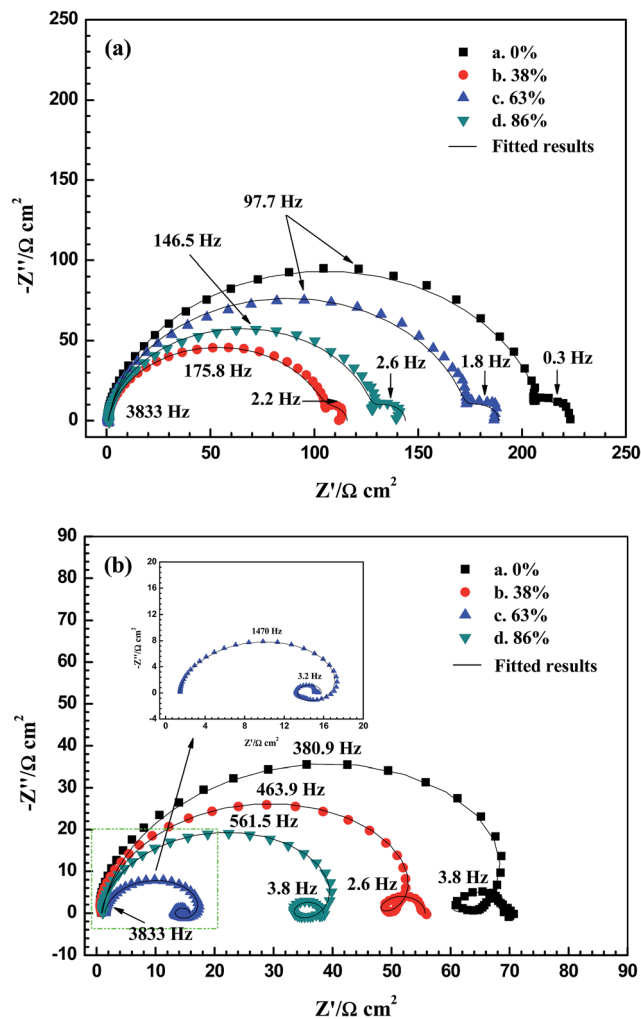 (a)
250
200
150
100
50
0
-Z''/Ω cm²
a. 0%
b. 38%
c. 63%
d. 86%
Fitted results
97.7 Hz
146.5 Hz
175.8 Hz
2.6 Hz
1.8 Hz
0.3 Hz
2.2 Hz
3833 Hz
0 50 100 150 200 250
Z'/Ω cm²
(b)
90
80
70
60
50
40
30
20
10
0
-10
-Z''/Ω cm²
20
16
12
8
4
0
-4
-Z''/Ω cm²
1470 Hz
3.2 Hz
0 4 8 12 16 20
Z'/Ω cm²
a. 0%
b. 38%
c. 63%
d. 86%
Fitted results
380.9 Hz
463.9 Hz
561.5 Hz
3.8 Hz
2.6 Hz
3.8 Hz
3833 Hz
0 10 20 30 40 50 60 70 80 90
Z'/Ω cm²